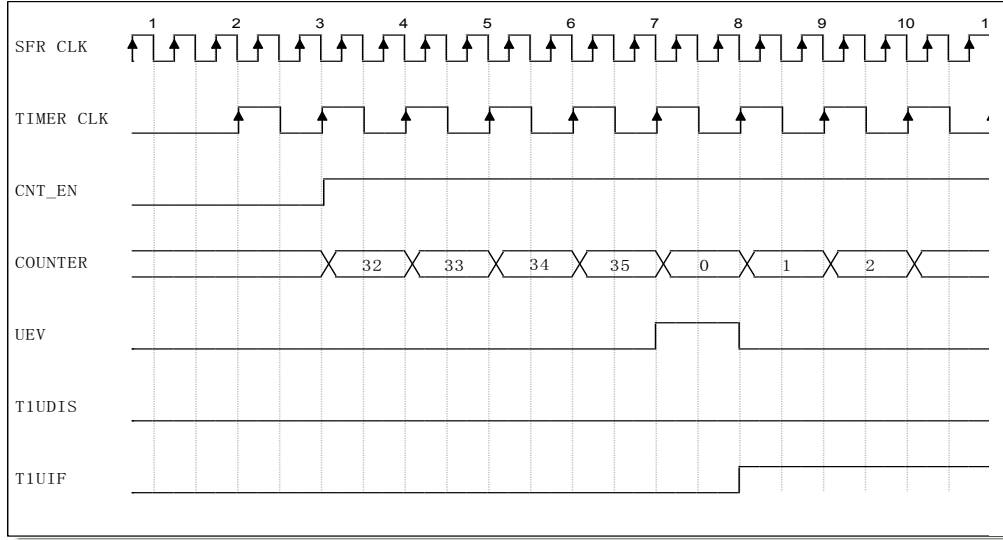 1 2 3 4 5 6 7 8 9 10 1
SFR CLK
TIMER CLK
CNT_EN
COUNTER 32 33 34 35 0 1 2
UEV
T1UDIS
T1UIF